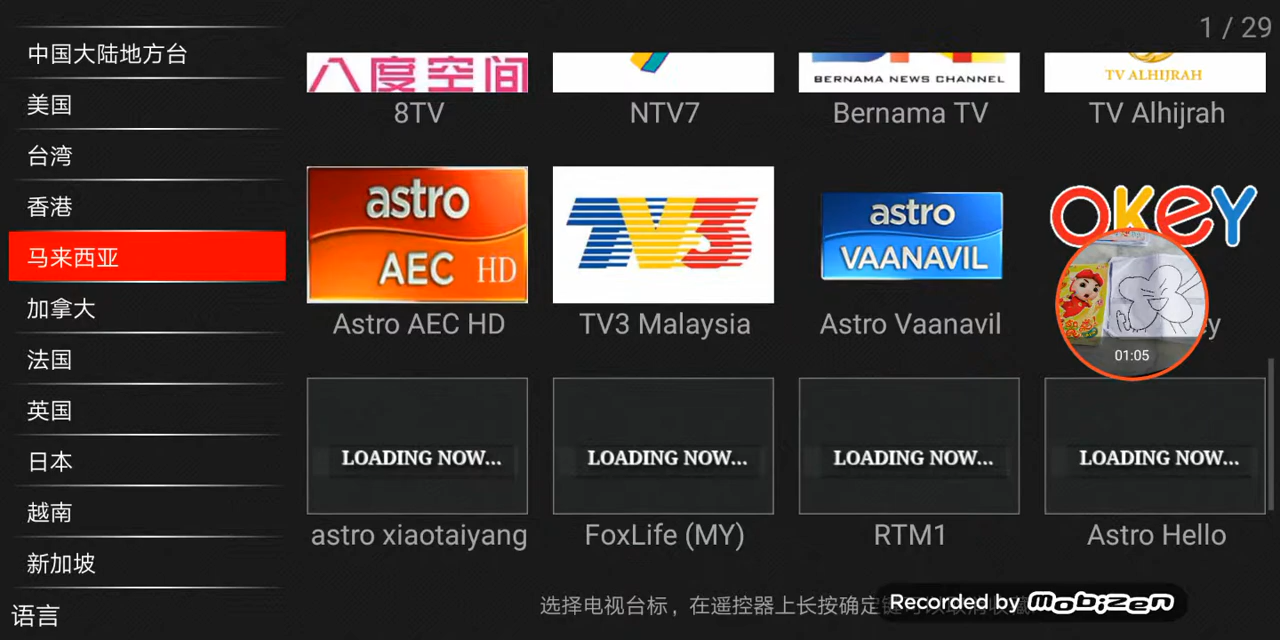 1 / 29
中国大陆地方台
美国
台湾
香港
马来西亚
加拿大
法国
英国
日本
越南
新加坡
语言
八度空间
BERNAMA NEWS CHANNEL
TV ALHIJRAH
8TV
NTV7
Bernama TV
TV Alhijrah
astro
AEC HD
TV3
astro
VAANAVIL
OKEY
Astro AEC HD
TV3 Malaysia
Astro Vaanavil
01:05
LOADING NOW...
LOADING NOW...
LOADING NOW...
LOADING NOW...
astro xiaotaiyang
FoxLife (MY)
RTM1
Astro Hello
选择电视台标，在遥控器上长按确定
Recorded by Mobizen